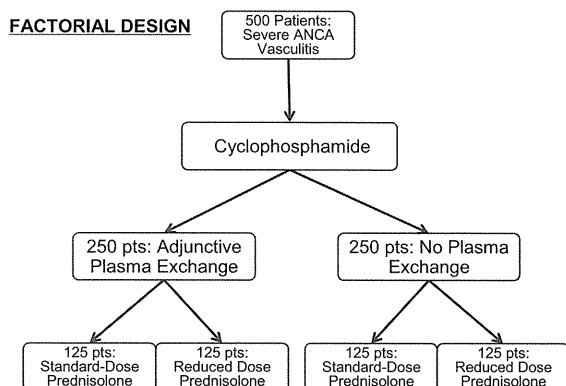 FACTORIAL DESIGN
500 Patients:
Severe ANCA
Vasculitis
Cyclophosphamide
250 pts: Adjunctive
Plasma Exchange
250 pts: No Plasma
Exchange
125 pts:
Standard-Dose
Prednisolone
125 pts:
Reduced Dose
Prednisolone
125 pts:
Standard-Dose
Prednisolone
125 pts:
Reduced Dose
Prednisolone